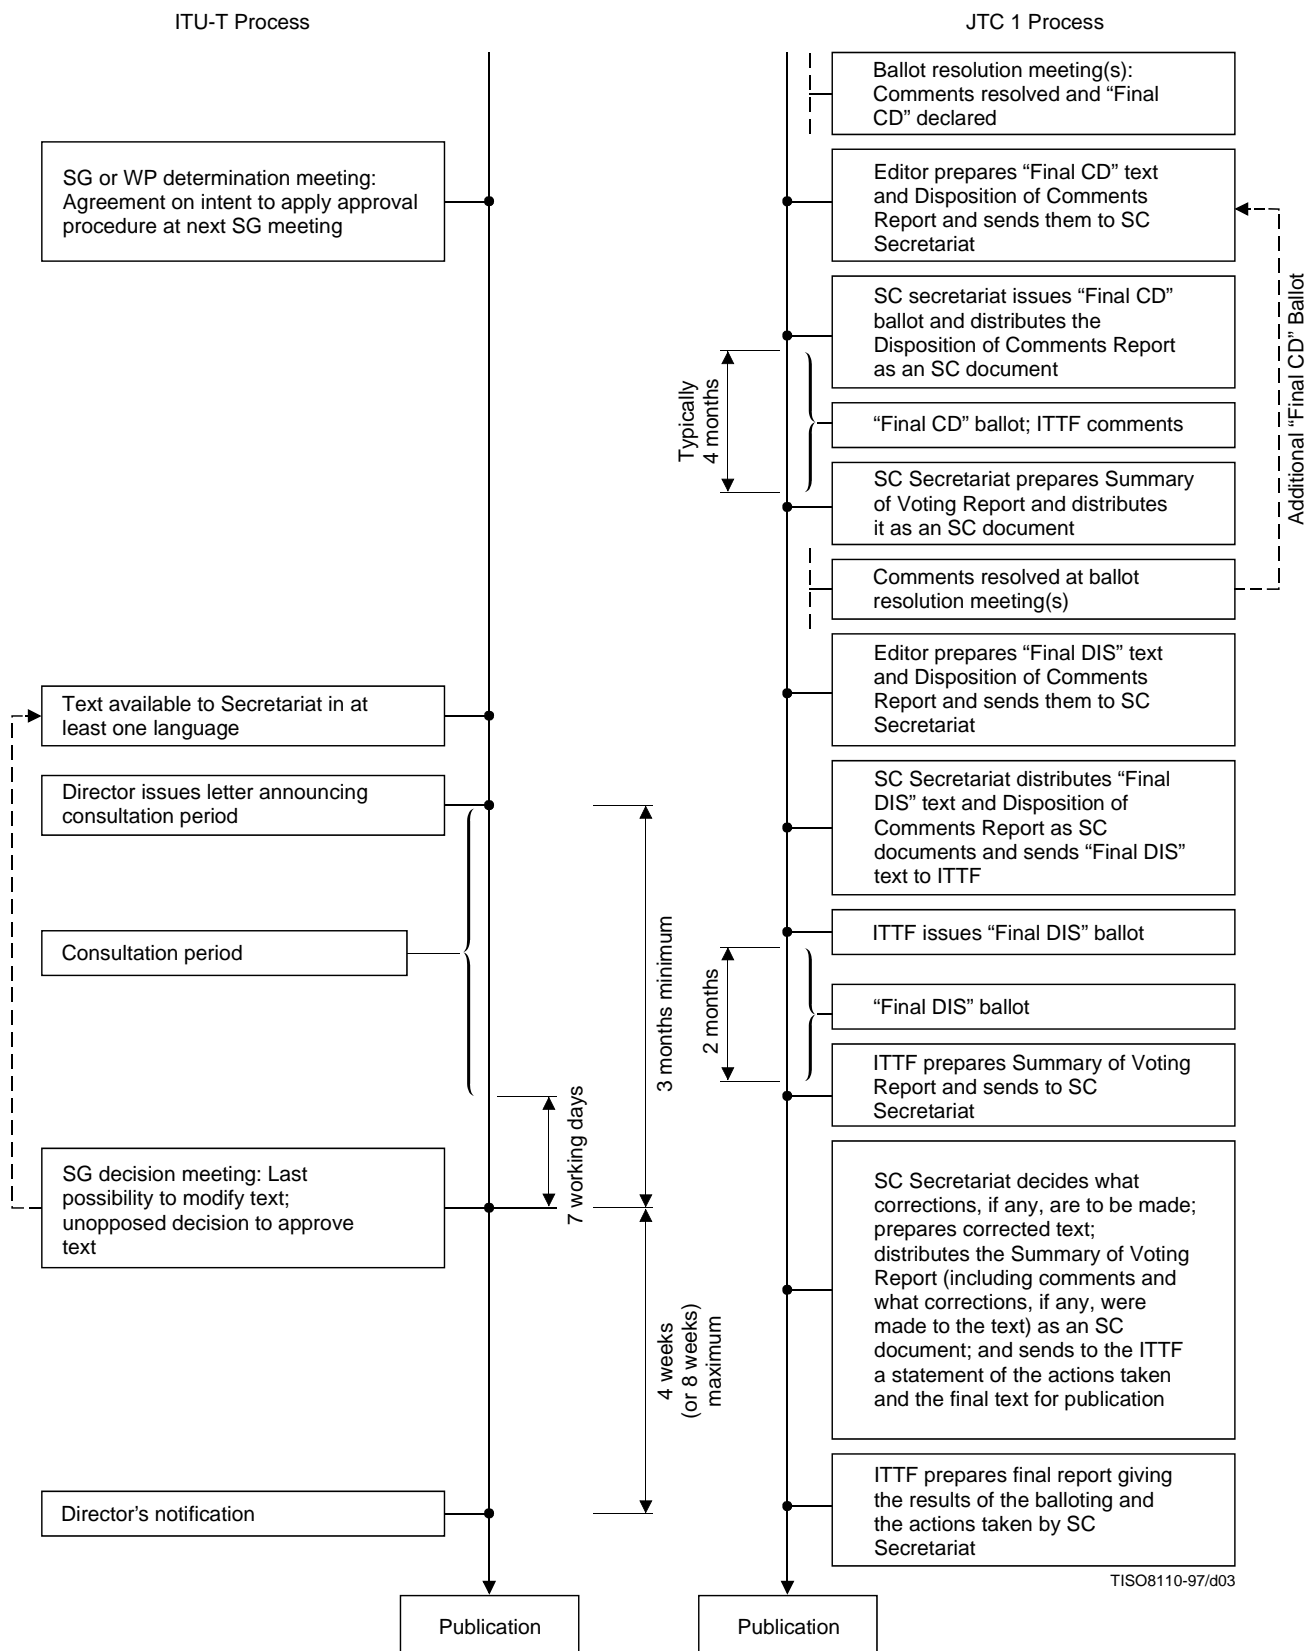 ITU-T Process
JTC 1 Process
Ballot resolution meeting(s):
Comments resolved and “Final
CD” declared
SG or WP determination meeting:
Agreement on intent to apply approval
procedure at next SG meeting
Editor prepares “Final CD” text
and Disposition of Comments
Report and sends them to SC
Secretariat
SC secretariat issues “Final CD”
ballot and distributes the
Disposition of Comments Report
as an SC document
Additional “Final CD” Ballot
Typically
4 months
“Final CD” ballot; ITTF comments
SC Secretariat prepares Summary
of Voting Report and distributes
it as an SC document
Comments resolved at ballot
resolution meeting(s)
Editor prepares “Final DIS” text
and Disposition of Comments
Report and sends them to SC
Secretariat
Text available to Secretariat in at
least one language
Director issues letter announcing
consultation period
SC Secretariat distributes “Final
DIS” text and Disposition of
Comments Report as SC
documents and sends “Final DIS”
text to ITTF
Consultation period
3 months minimum
ITTF issues “Final DIS” ballot
2 months
“Final DIS” ballot
ITTF prepares Summary of Voting
Report and sends to SC
Secretariat
7 working days
SG decision meeting: Last
possibility to modify text;
unopposed decision to approve
text
SC Secretariat decides what
corrections, if any, are to be made;
prepares corrected text;
distributes the Summary of Voting
Report (including comments and
what corrections, if any, were
made to the text) as an SC
document; and sends to the ITTF
a statement of the actions taken
and the final text for publication
4 weeks
(or 8 weeks)
maximum
Director’s notification
ITTF prepares final report giving
the results of the balloting and
the actions taken by SC
Secretariat
TISO8110-97/d03
Publication
Publication